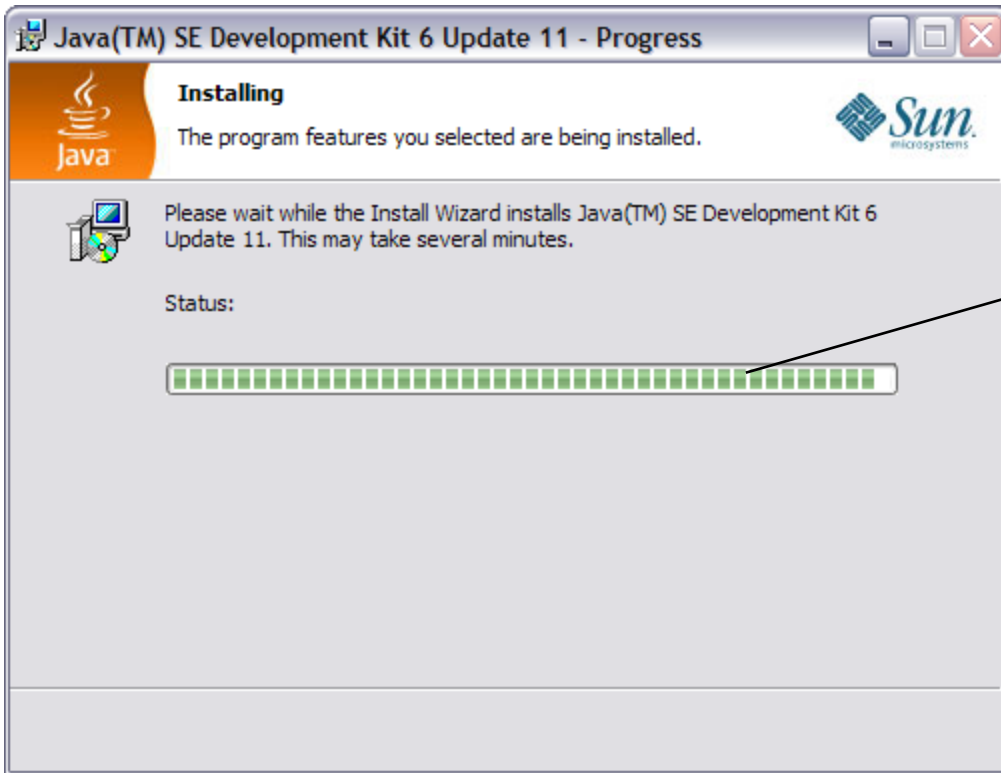 Java(TM) SE Development Kit 6 Update 11 - Progress
Java
Installing
The program features you selected are being installed.
Sun
microsystems
Please wait while the Install Wizard installs Java(TM) SE Development Kit 6
Update 11. This may take several minutes.
Status: